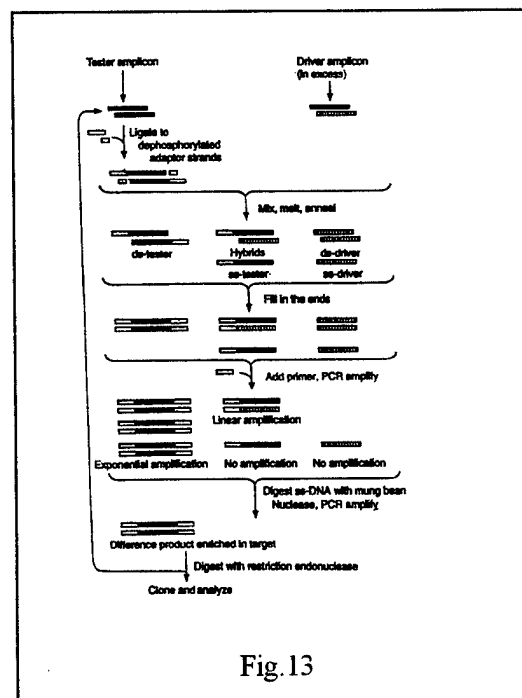 Tester amplicon
Driver amplicon
(in excess)
Ligate to
dephosphorylated
adaptor strands
Mix, melt, anneal
ds-tester
Hybrids
ds-driver
ss-tester
ss-driver
Fill in the ends
Add primer, PCR amplify
Linear amplification
Exponential amplification
No amplification
No amplification
Digest ss-DNA with mung bean
Nuclease, PCR amplify
Difference product enriched in target
Digest with restriction endonuclease
Clone and analyze
Fig.13